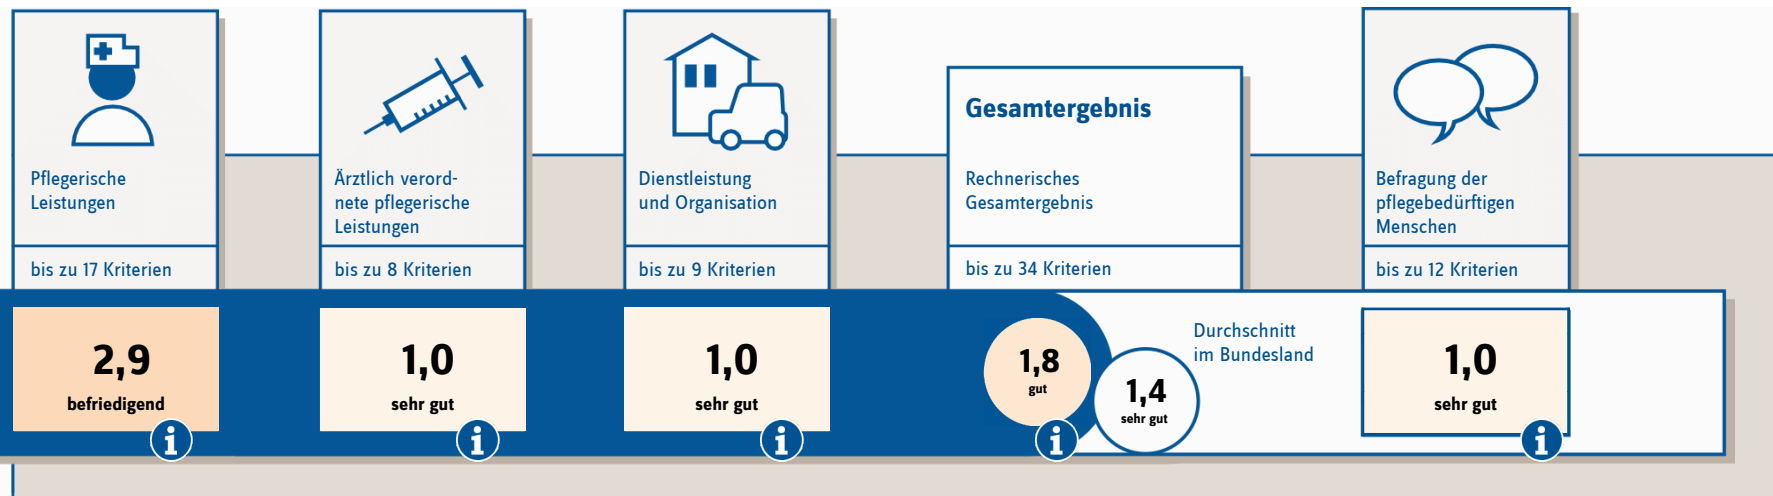 Pflegerische
Leistungen
bis zu 17 Kriterien
2,9
befriedigend
Ärztlich verord-
nete pflegerische
Leistungen
bis zu 8 Kriterien
1,0
sehr gut
Dienstleistung
und Organisation
bis zu 9 Kriterien
1,0
sehr gut
Gesamtergebnis
Rechnerisches
Gesamtergebnis
bis zu 34 Kriterien
1,8
gut
Durchschnitt
im Bundesland
1,4
sehr gut
Befragung der
pflegebedürftigen
Menschen
bis zu 12 Kriterien
1,0
sehr gut